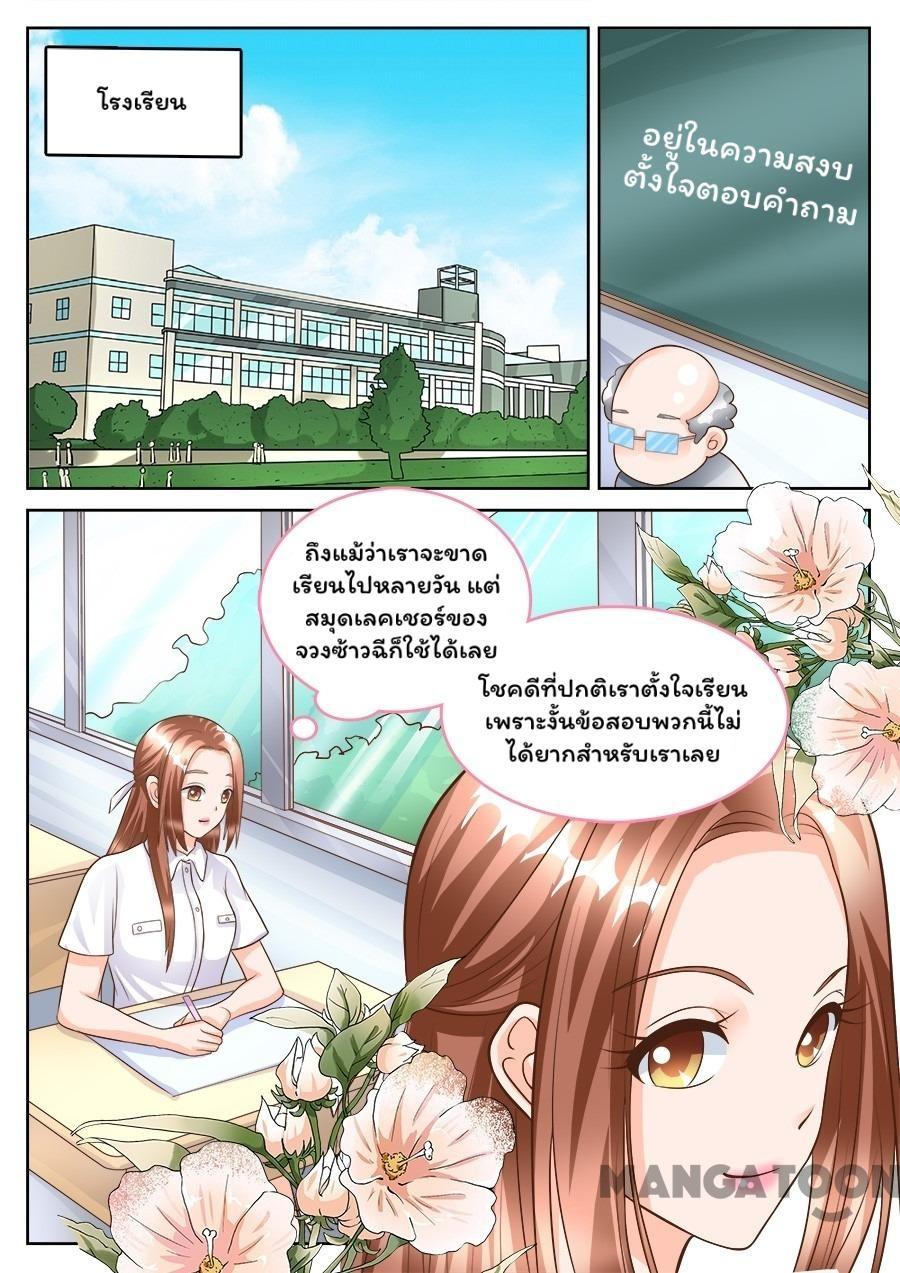 โรงเรียน
อยู่ในความสงบ
ตั้งใจตอบคำถาม
ถึงแม้ว่าเราจะขาด
เรียนไปหลายวัน แต่
สมุดเลคเชอร์ของ
จวงซ้าวฉีก็ใช้ได้เลย
โชคดีที่ปกติเราตั้งใจเรียน
เพราะงั้นข้อสอบพวกนี้ไม่
ได้ยากสำหรับเราเลย
MANGATOON